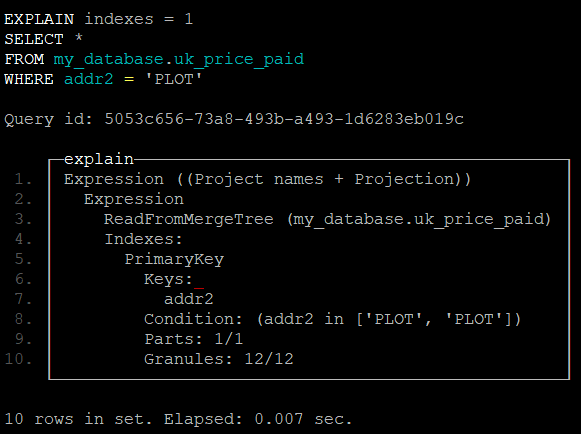 EXPLAIN indexes = 1
SELECT *
FROM my_database.uk_price_paid
WHERE addr2 = 'PLOT'
Query id: 5053c656-73a8-493b-a493-1d6283eb019c
explain
1. Expression ((Project names + Projection))
2. Expression
3. ReadFromMergeTree (my_database.uk_price_paid)
4. Indexes:
5. PrimaryKey
6. Keys:_
7. addr2
8. Condition: (addr2 in ['PLOT', 'PLOT'])
9. Parts: 1/1
10. Granules: 12/12
10 rows in set. Elapsed: 0.007 sec.